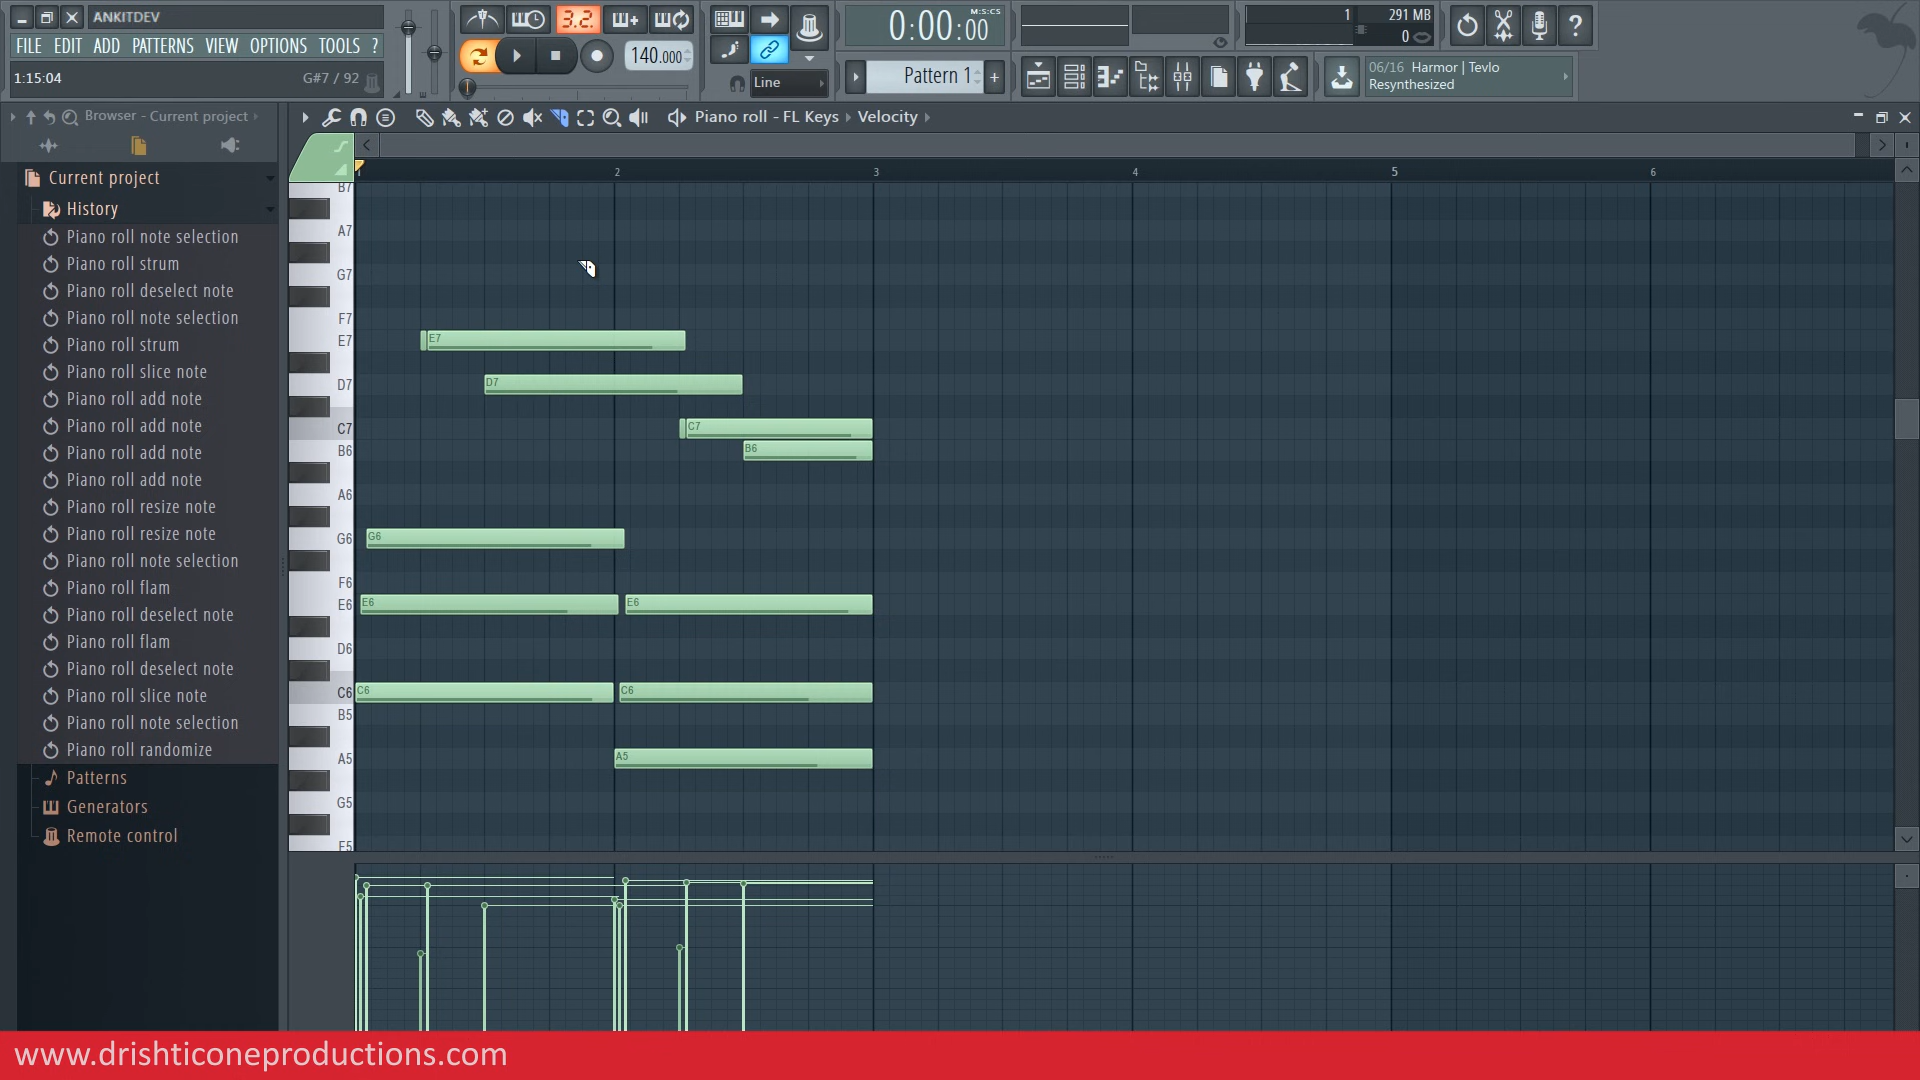 ANKITDEV
FILE EDIT ADD PATTERNS VIEW OPTIONS TOOLS ?
1:15:04 G#7 / 92
3.2.
140.000
0:00:00 M:S:CS
Line
Pattern 1 +
1 291 MB
0
?
06/16 Harmor | Tevlo
Resynthesized
Browser - Current project
Piano roll - FL Keys Velocity
Current project
History
Piano roll note selection
Piano roll strum
Piano roll deselect note
Piano roll note selection
Piano roll strum
Piano roll slice note
Piano roll add note
Piano roll add note
Piano roll add note
Piano roll add note
Piano roll resize note
Piano roll resize note
Piano roll note selection
Piano roll flam
Piano roll deselect note
Piano roll flam
Piano roll deselect note
Piano roll slice note
Piano roll note selection
Piano roll randomize
Patterns
Generators
Remote control
1 2 3 4 5 6
B7
A7
G7
F7
E7 E7
D7 D7
C7 C7
B6 B6
A6
G6 G6
F6
E6 E6 E6
D6
C6 C6 C6
B5
A5 A5
G5
www.drishticoneproductions.com